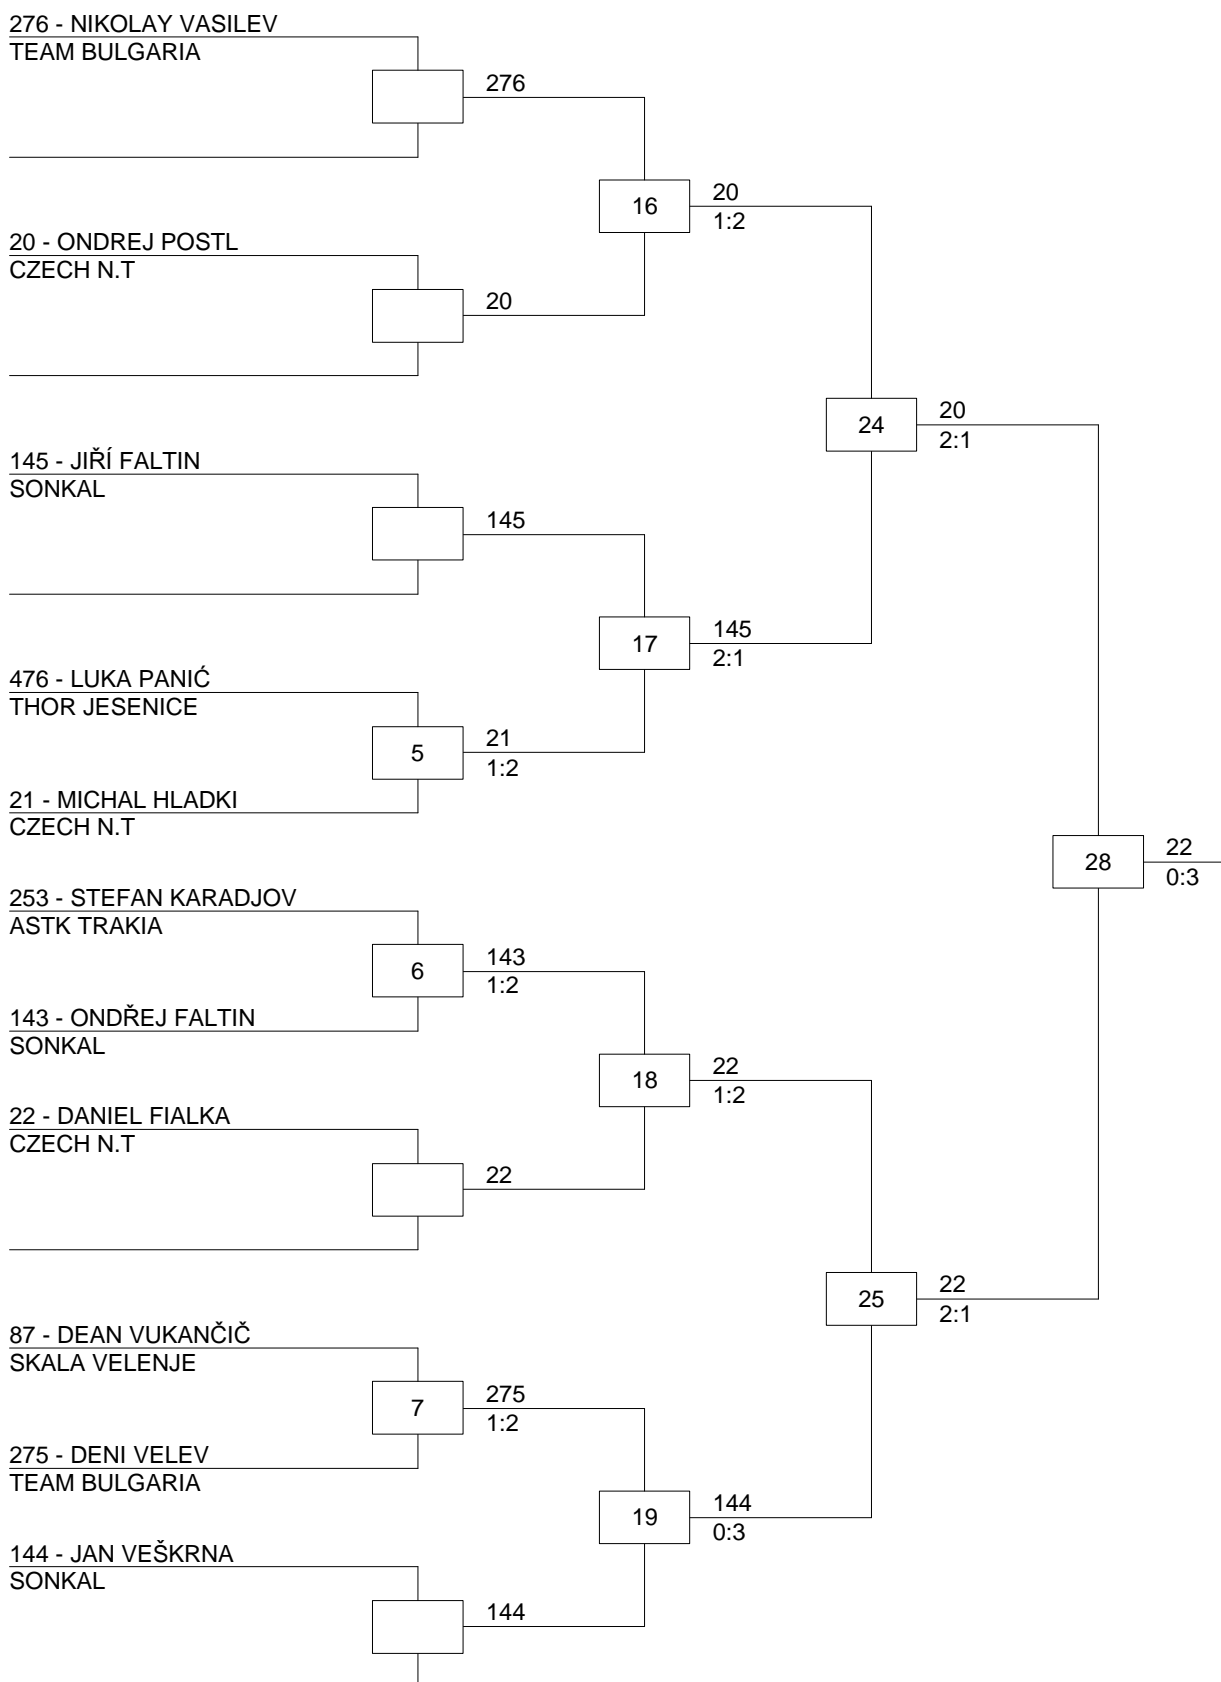 276 - NIKOLAY VASILEV
TEAM BULGARIA
276
16
20
1:2
20 - ONDREJ POSTL
CZECH N.T
20
24
20
2:1
145 - JIŘÍ FALTIN
SONKAL
145
17
145
2:1
476 - LUKA PANIĆ
THOR JESENICE
5
21
1:2
21 - MICHAL HLADKI
CZECH N.T
28
22
0:3
253 - STEFAN KARADJOV
ASTK TRAKIA
6
143
1:2
143 - ONDŘEJ FALTIN
SONKAL
18
22
1:2
22 - DANIEL FIALKA
CZECH N.T
22
25
22
2:1
87 - DEAN VUKANČIČ
SKALA VELENJE
7
275
1:2
275 - DENI VELEV
TEAM BULGARIA
19
144
0:3
144 - JAN VEŠKRNA
SONKAL
144